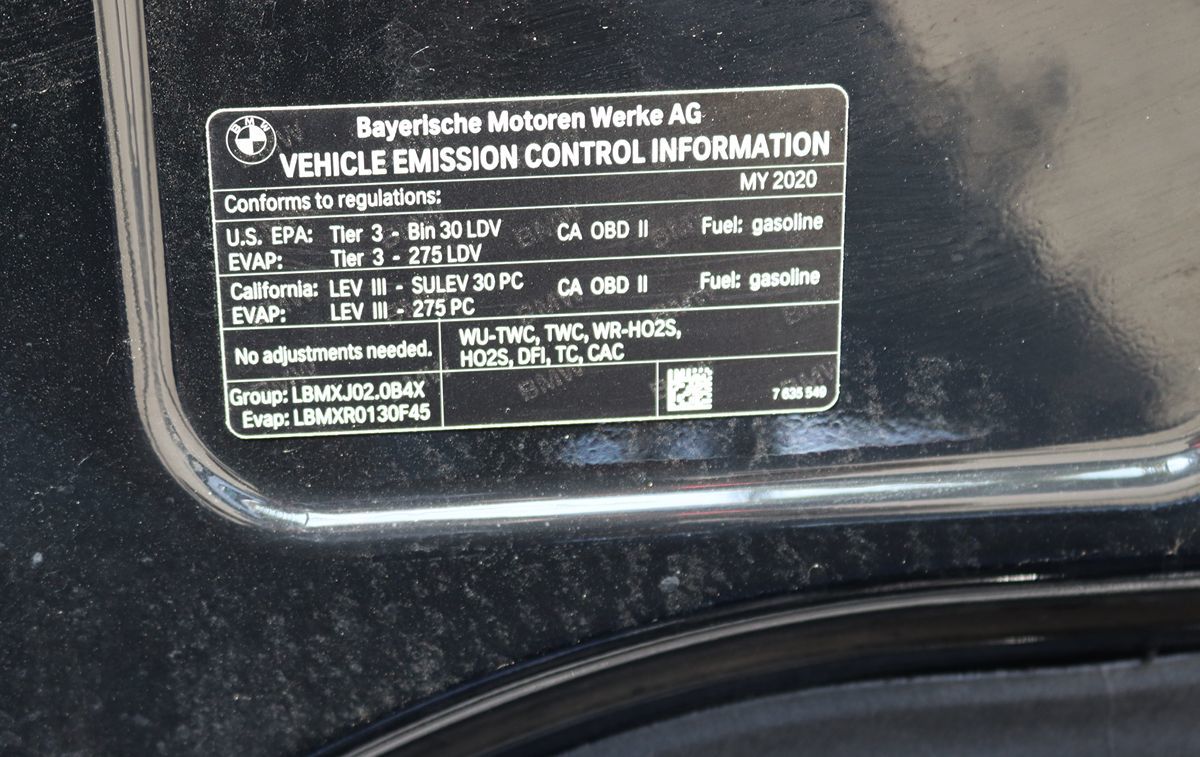 BMW
Bayerische Motoren Werke AG
VEHICLE EMISSION CONTROL INFORMATION
Conforms to regulations: MY 2020
U.S. EPA: Tier 3 - Bin 30 LDV CA OBD II Fuel: gasoline
EVAP: Tier 3 - 275 LDV
California: LEV III - SULEV 30 PC CA OBD II Fuel: gasoline
EVAP: LEV III - 275 PC
No adjustments needed.
WU-TWC, TWC, WR-HO2S,
HO2S, DFI, TC, CAC
Group: LBMXJ02.0B4X
Evap: LBMXR0130F45
7 635 549